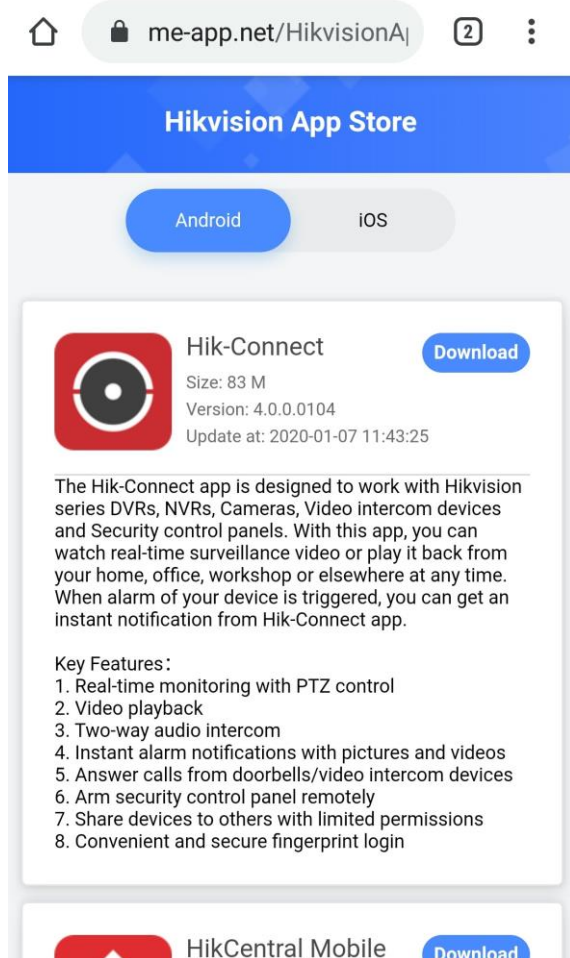 me-app.net/HikvisionA
2
Hikvision App Store
Android
iOS
Hik-Connect
Download
Size: 83 M
Version: 4.0.0.0104
Update at: 2020-01-07 11:43:25
The Hik-Connect app is designed to work with Hikvision
series DVRs, NVRs, Cameras, Video intercom devices
and Security control panels. With this app, you can
watch real-time surveillance video or play it back from
your home, office, workshop or elsewhere at any time.
When alarm of your device is triggered, you can get an
instant notification from Hik-Connect app.
Key Features：
1. Real-time monitoring with PTZ control
2. Video playback
3. Two-way audio intercom
4. Instant alarm notifications with pictures and videos
5. Answer calls from doorbells/video intercom devices
6. Arm security control panel remotely
7. Share devices to others with limited permissions
8. Convenient and secure fingerprint login
HikCentral Mobile
Download